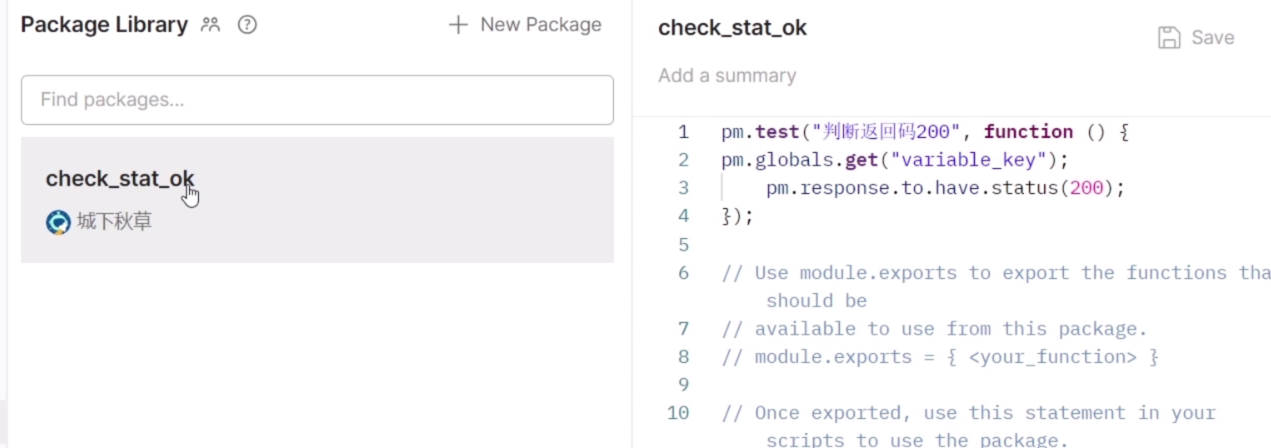 Package Library
New Package
Find packages...
check_stat_ok
城下秋草
check_stat_ok
Save
Add a summary
1 pm.test("判断返回码200", function () {
2 pm.globals.get("variable_key");
3 pm.response.to.have.status(200);
4 });
5
6 // Use module.exports to export the functions tha
should be
7 // available to use from this package.
8 // module.exports = { <your_function> }
9
10 // Once exported, use this statement in your
scripts to use the package.